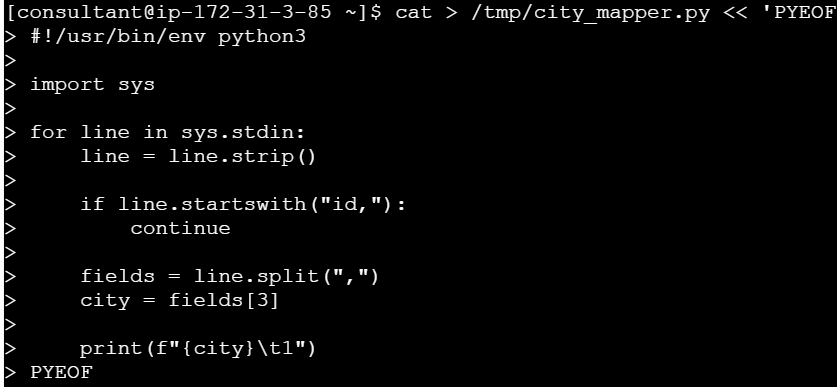 [consultant@ip-172-31-3-85 ~]$ cat > /tmp/city_mapper.py << 'PYEOF
> #!/usr/bin/env python3
>
> import sys
>
> for line in sys.stdin:
>     line = line.strip()
>
>     if line.startswith("id,"):
>         continue
>
>     fields = line.split(",")
>     city = fields[3]
>
>     print(f"{city}\t1")
> PYEOF